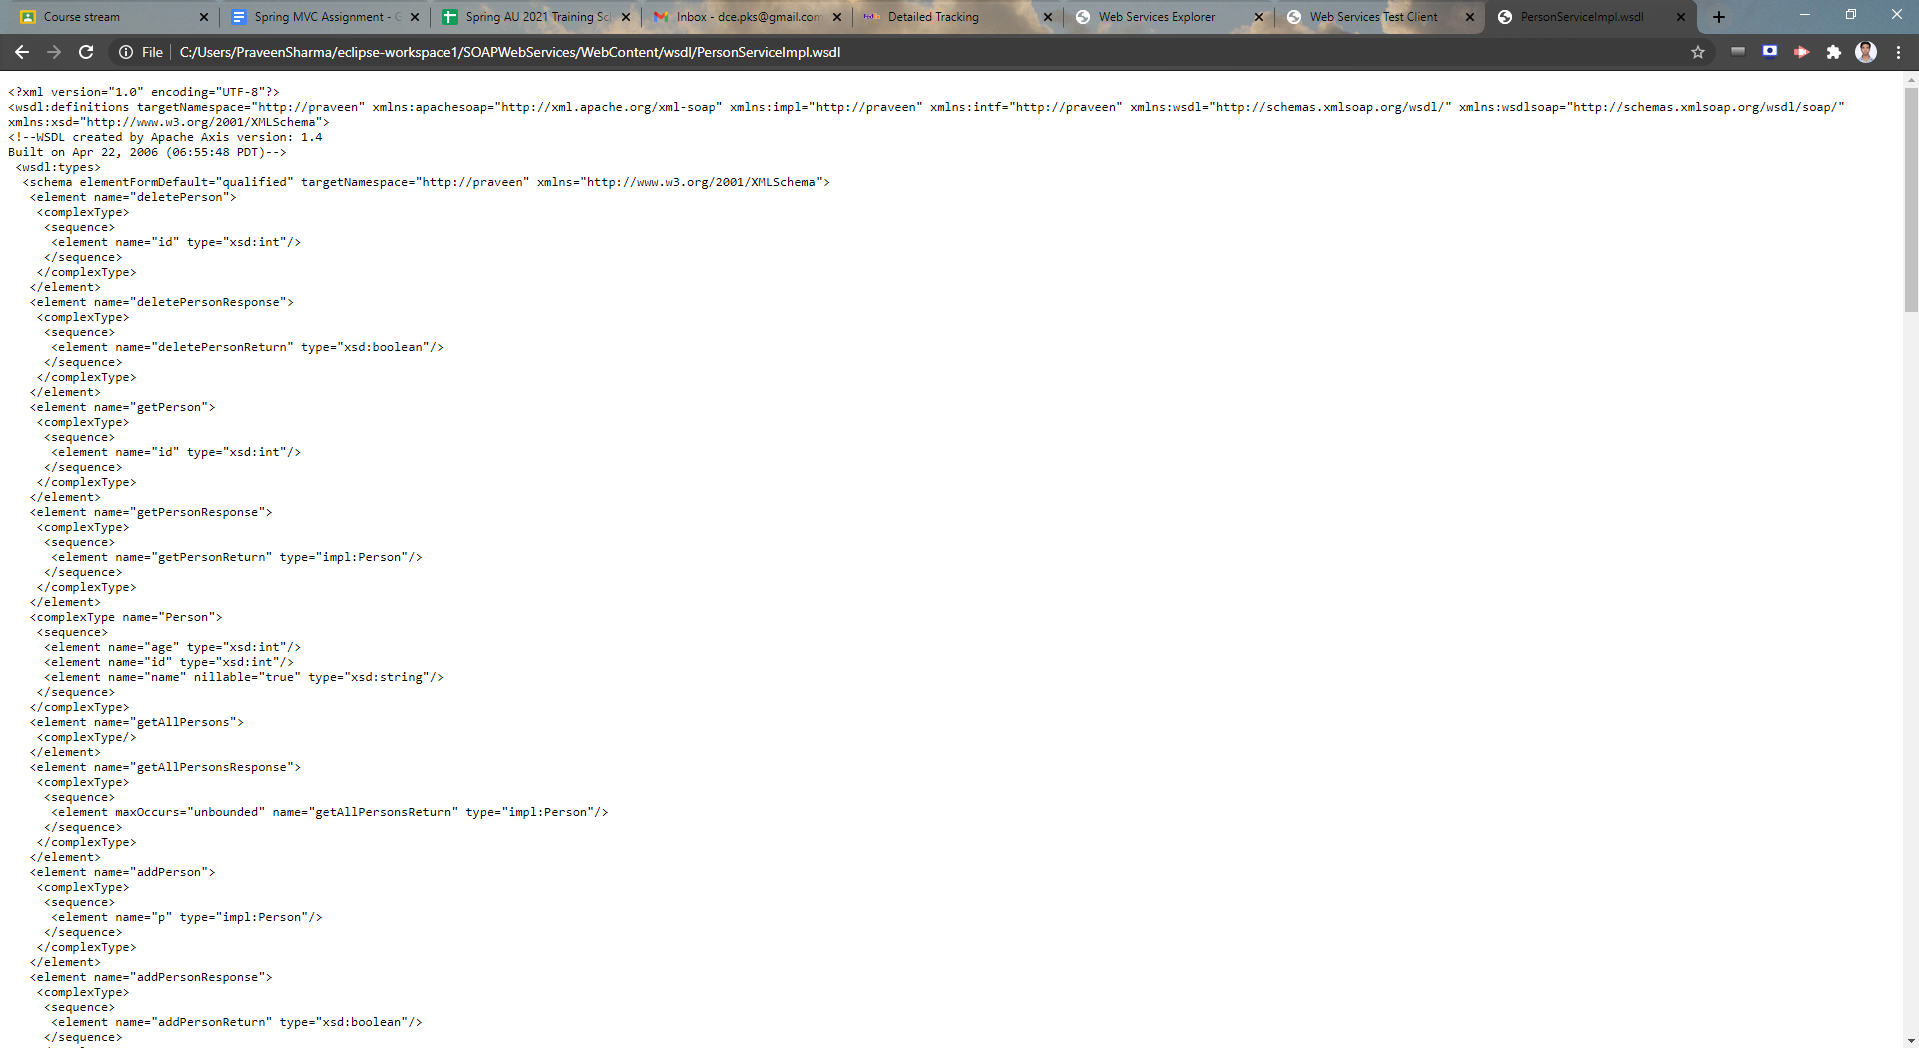 Course stream
Spring MVC Assignment - G
Spring AU 2021 Training Sc
Inbox - dce.pks@gmail.com
Detailed Tracking
Web Services Explorer
Web Services Test Client
PersonServiceImpl.wsdl
File
C:/Users/PraveenSharma/eclipse-workspace1/SOAPWebServices/WebContent/wsdl/PersonServiceImpl.wsdl
<?xml version="1.0" encoding="UTF-8"?>
<wsdl:definitions targetNamespace="http://praveen" xmlns:apachesoap="http://xml.apache.org/xml-soap" xmlns:impl="http://praveen" xmlns:intf="http://praveen" xmlns:wsdl="http://schemas.xmlsoap.org/wsdl/" xmlns:wsdlsoap="http://schemas.xmlsoap.org/wsdl/soap/"
xmlns:xsd="http://www.w3.org/2001/XMLSchema">
<!--WSDL created by Apache Axis version: 1.4
Built on Apr 22, 2006 (06:55:48 PDT)-->
<wsdl:types>
<schema elementFormDefault="qualified" targetNamespace="http://praveen" xmlns="http://www.w3.org/2001/XMLSchema">
<element name="deletePerson">
<complexType>
<sequence>
<element name="id" type="xsd:int"/>
</sequence>
</complexType>
</element>
<element name="deletePersonResponse">
<complexType>
<sequence>
<element name="deletePersonReturn" type="xsd:boolean"/>
</sequence>
</complexType>
</element>
<element name="getPerson">
<complexType>
<sequence>
<element name="id" type="xsd:int"/>
</sequence>
</complexType>
</element>
<element name="getPersonResponse">
<complexType>
<sequence>
<element name="getPersonReturn" type="impl:Person"/>
</sequence>
</complexType>
</element>
<complexType name="Person">
<sequence>
<element name="age" type="xsd:int"/>
<element name="id" type="xsd:int"/>
<element name="name" nillable="true" type="xsd:string"/>
</sequence>
</complexType>
<element name="getAllPersons">
<complexType/>
</element>
<element name="getAllPersonsResponse">
<complexType>
<sequence>
<element maxOccurs="unbounded" name="getAllPersonsReturn" type="impl:Person"/>
</sequence>
</complexType>
</element>
<element name="addPerson">
<complexType>
<sequence>
<element name="p" type="impl:Person"/>
</sequence>
</complexType>
</element>
<element name="addPersonResponse">
<complexType>
<sequence>
<element name="addPersonReturn" type="xsd:boolean"/>
</sequence>